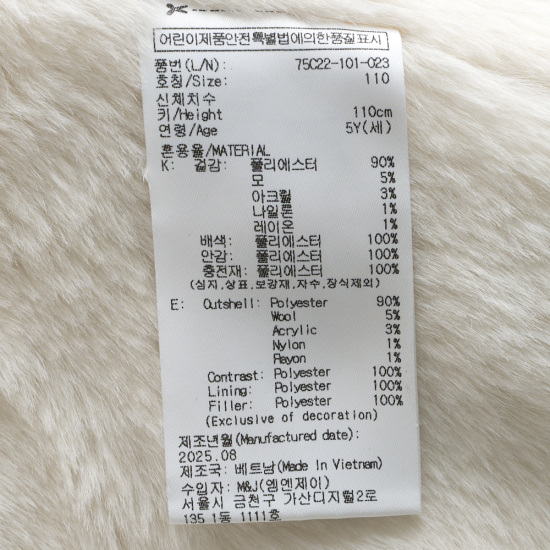 어린이제품안전특별법에의한품질표시
품번(L/N): 75C22-101-023
호칭/Size: 110
신체치수
키/Height 110cm
연령/Age 5Y(세)
혼용율/MATERIAL
K: 겉감: 폴리에스터 90%
모 5%
아크릴 3%
나일론 1%
레이온 1%
배색: 폴리에스터 100%
안감: 폴리에스터 100%
충전재: 폴리에스터 100%
(심지,상표,보강재,자수,장식제외)
E: Outshell: Polyester 90%
Wool 5%
Acrylic 3%
Nylon 1%
Rayon 1%
Contrast: Polyester 100%
Lining: Polyester 100%
Filler: Polyester 100%
(Exclusive of decoration)
제조년월(Manufactured date):
2025.08
제조국: 베트남(Made In Vietnam)
수입자: M&J(엠엔제이)
서울시 금천구 가산디지털2로
135 1동 1111호